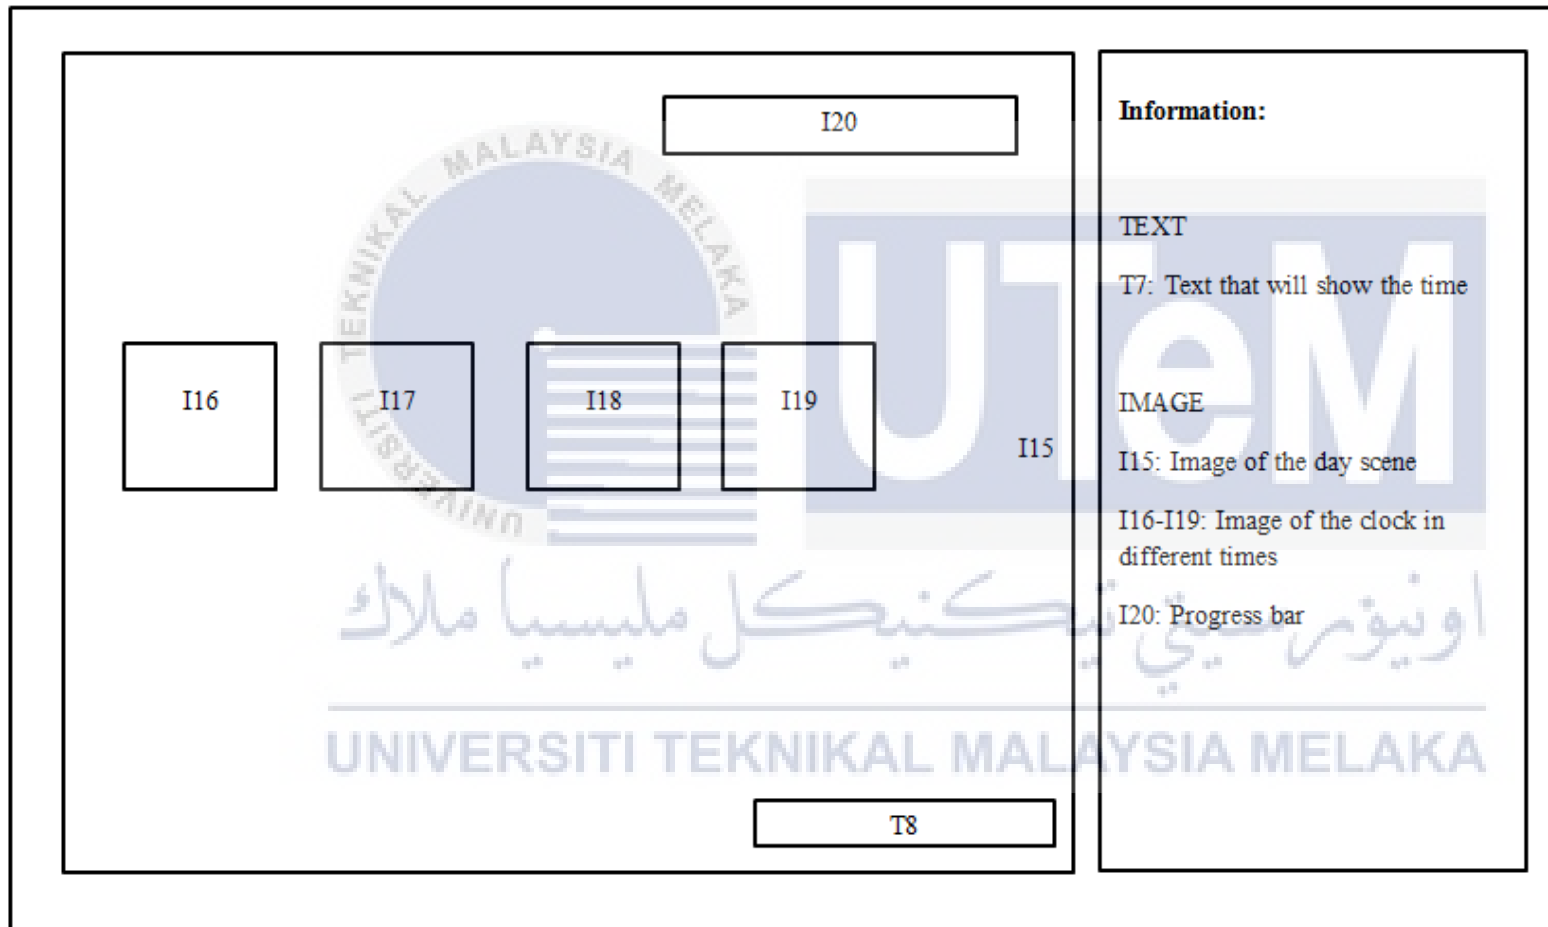 I20
I16
I17
I18
I19
I15
T8
Information:
TEXT
T7: Text that will show the time
IMAGE
I15: Image of the day scene
I16-I19: Image of the clock in
different times
I20: Progress bar
UNIVERSITI TEKNIKAL MALAYSIA MELAKA
UTeM
اونيۏرسيتي تيكنيكل مليسيا ملاك
UNIVERSITI TEKNIKAL MALAYSIA MELAKA